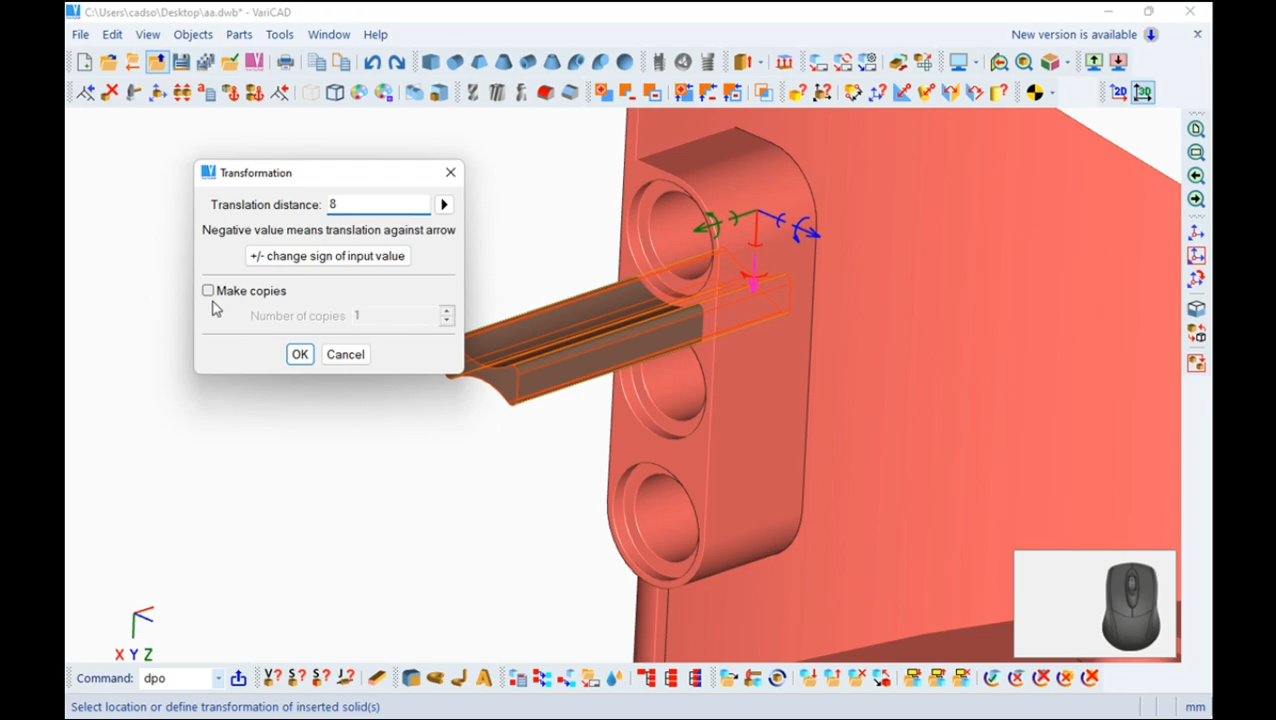 C:\Users\cadso\Desktop\aa.dwb* - VariCAD
File Edit View Objects Parts Tools Window Help
New version is available
2D 3D
Transformation
Translation distance: 8
Negative value means translation against arrow
+/- change sign of input value
Make copies
Number of copies 1
OK Cancel
X Y Z
Command: dpo
Select location or define transformation of inserted solid(s)
mm